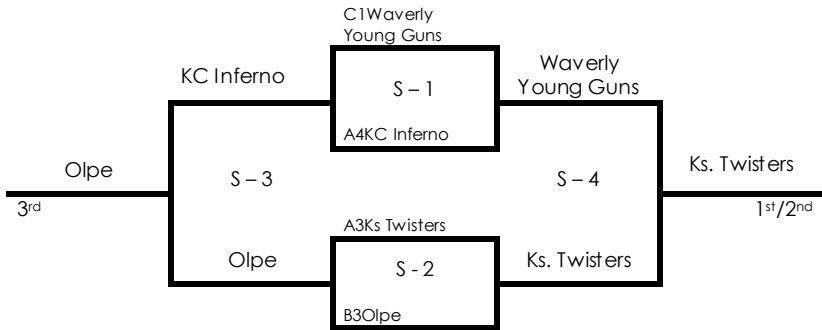 C1Waverly
Young Guns
KC Inferno
Waverly
Young Guns
S – 1
A4KC Inferno
Olpe
S – 3
S – 4
Ks. Twisters
3rd
1st/2nd
A3Ks Twisters
Olpe
S - 2
Ks. Twisters
B3Olpe